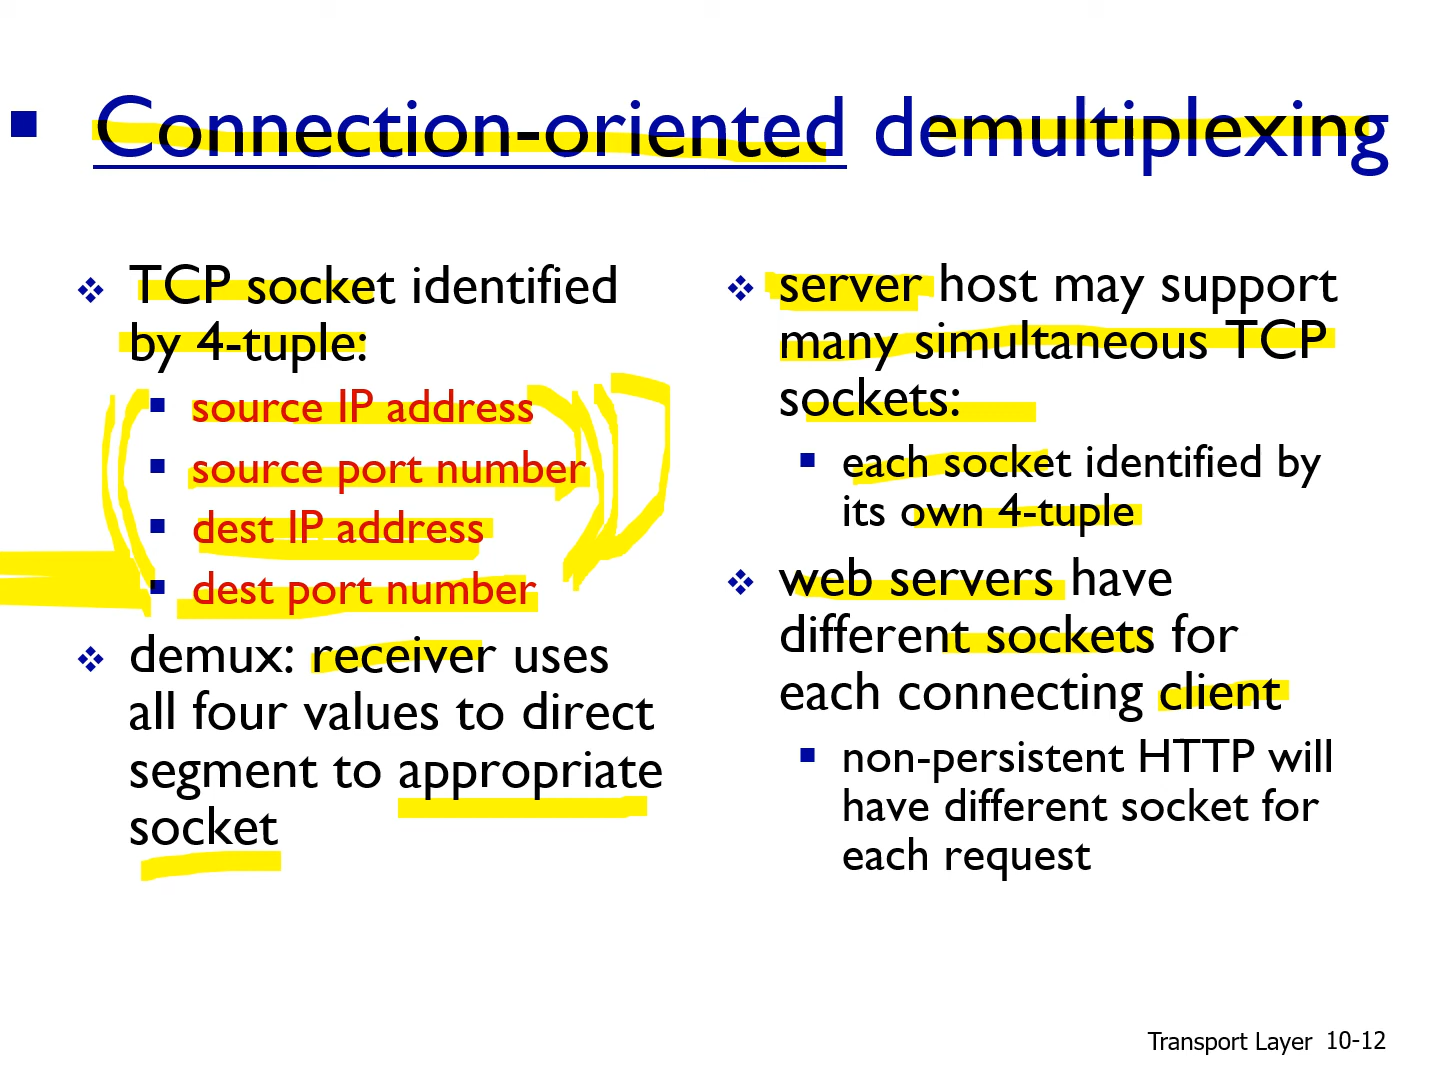 Connection-oriented demultiplexing
TCP socket identified
by 4-tuple:
source IP address
source port number
dest IP address
dest port number
demux: receiver uses
all four values to direct
segment to appropriate
socket
server host may support
many simultaneous TCP
sockets:
each socket identified by
its own 4-tuple
web servers have
different sockets for
each connecting client
non-persistent HTTP will
have different socket for
each request
Transport Layer 10-12